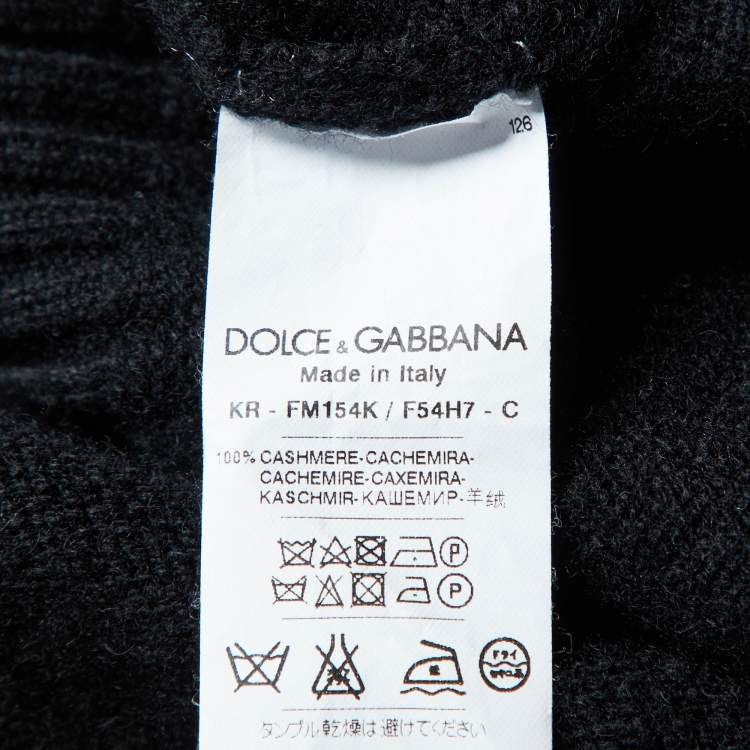 126
DOLCE & GABBANA
Made in Italy
KR - FM154K / F54H7 - C
100% CASHMERE-CACHEMIRA-
CACHEMIRE-CAXEMIRA-
KASCHMIR-КАШЕМИР-羊绒
P
P
ドライ
タンブル乾燥は避けてください